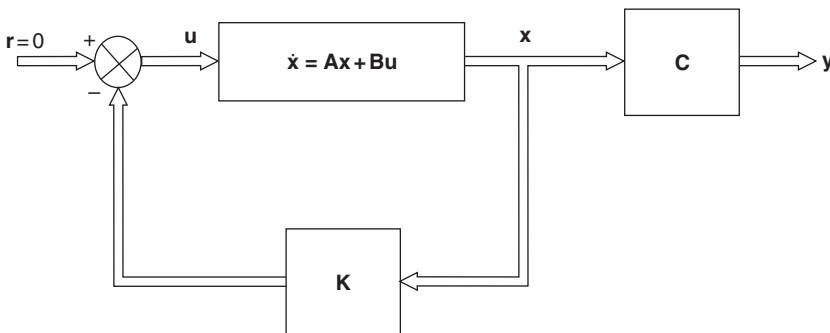 r=0
+
−
u
ẋ = Ax + Bu
x
C
y
K